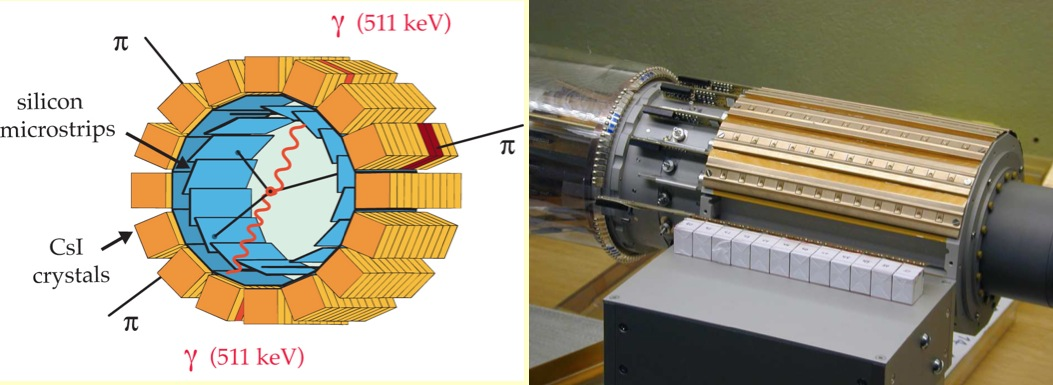 γ (511 keV)
π
silicon
microstrips
π
CsI
crystals
π
γ (511 keV)